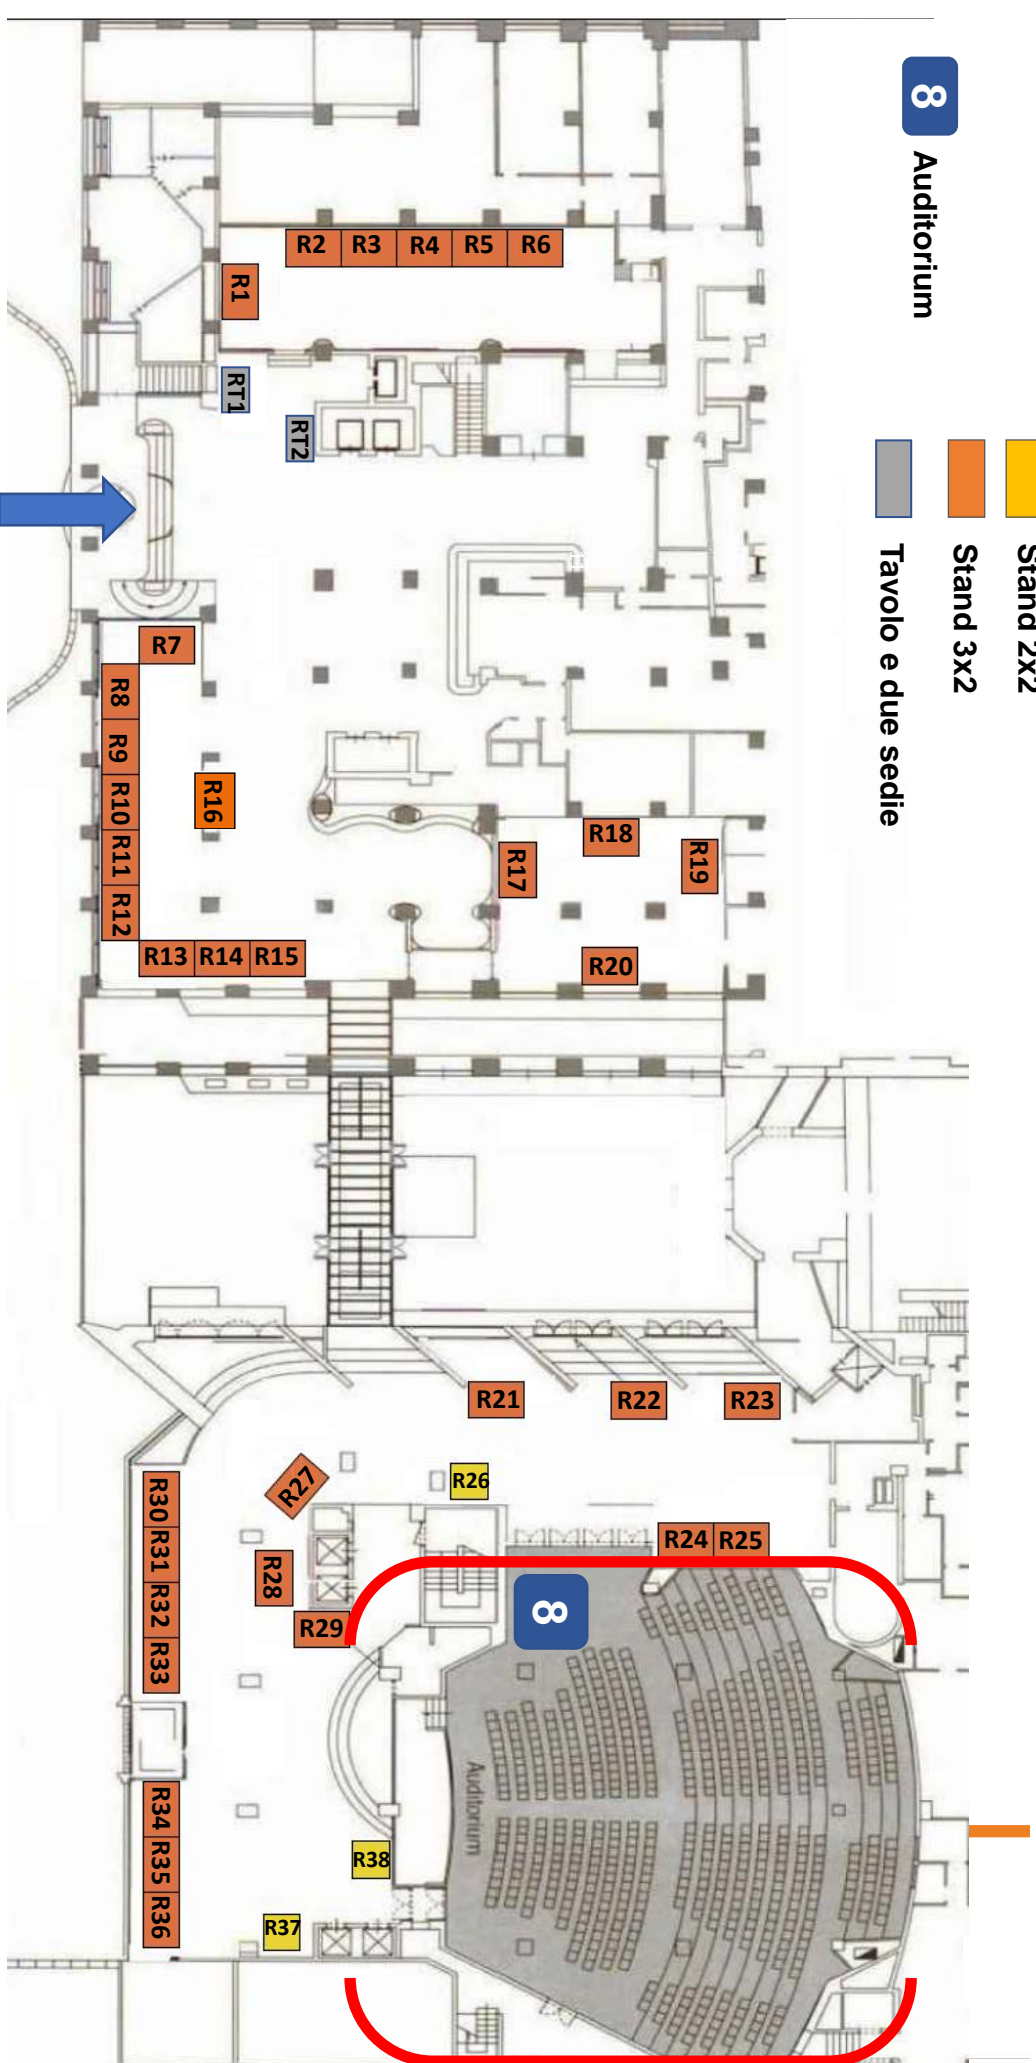 8 Auditorium
Stand 2x2
Stand 3x2
Tavolo e due sedie
R2 R3 R4 R5 R6
R1
RT1
RT2
R7
R8
R9
R10
R11
R12
R13 R14 R15
R16
R17
R18
R19
R20
R21
R22
R23
R24 R25
R26
R27
R28
R29
R30
R31
R32
R33
R34
R35
R36
R37
R38
8
Auditorium